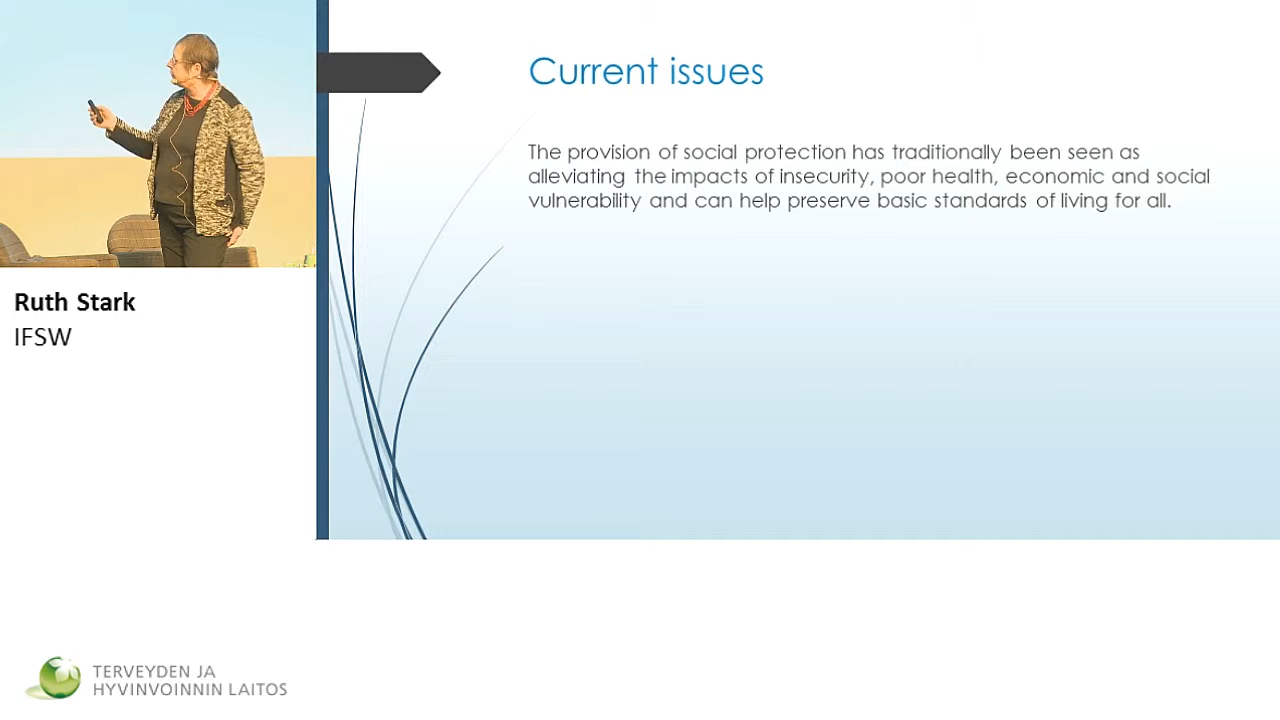 Current issues
The provision of social protection has traditionally been seen as
alleviating the impacts of insecurity, poor health, economic and social
vulnerability and can help preserve basic standards of living for all.
Ruth Stark
IFSW
TERVEYDEN JA
HYVINVOINNIN LAITOS